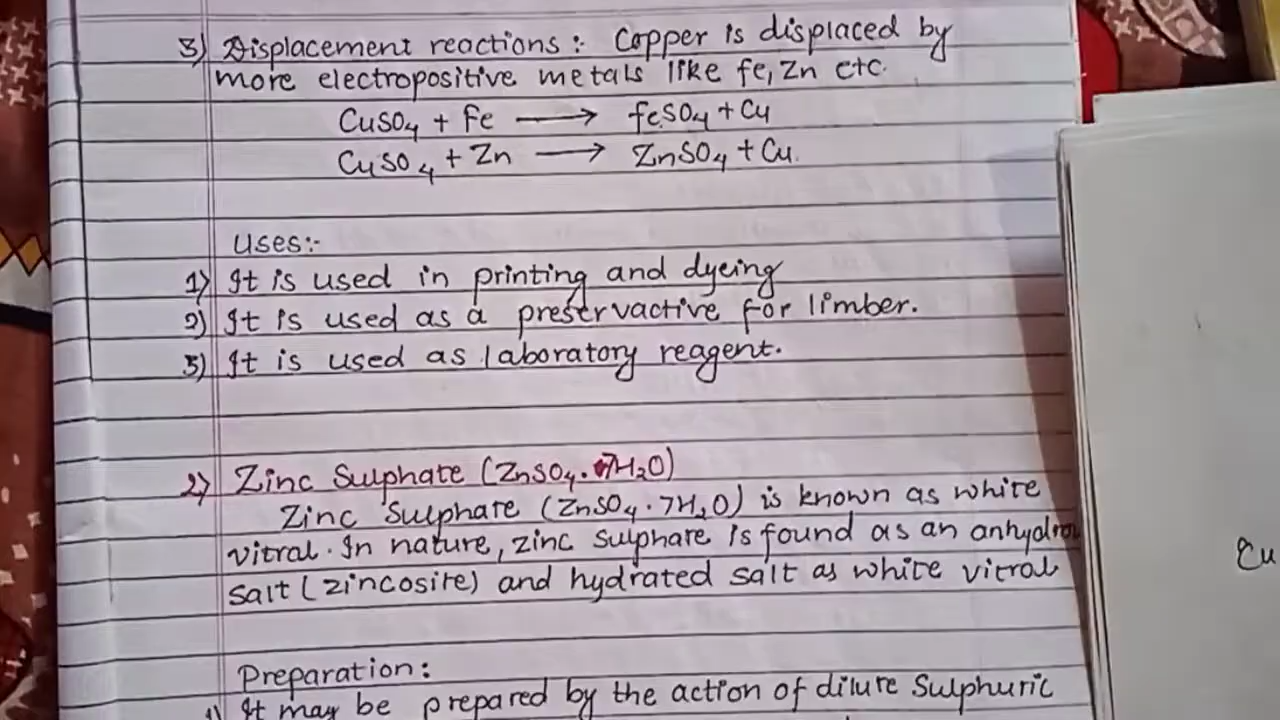 3) Displacement reactions :- Copper is displaced by
more electropositive metals like fe, Zn etc.
CuSO4 + Fe ⟶ feSO4 + Cu
CuSO4 + Zn ⟶ ZnSO4 + Cu.
Uses:-
1) It is used in printing and dyeing
2) It is used as a preservactive for limber.
3) It is used as laboratory reagent.
2) Zinc Sulphate (ZnSO4·7H2O)
Zinc Sulphate (ZnSO4·7H2O) is known as white
vitral. In nature, zinc sulphate is found as an anhydrou
salt (zincosite) and hydrated salt as white vitral
Preparation:
1) It may be prepared by the action of dilute Sulphuric
Cu